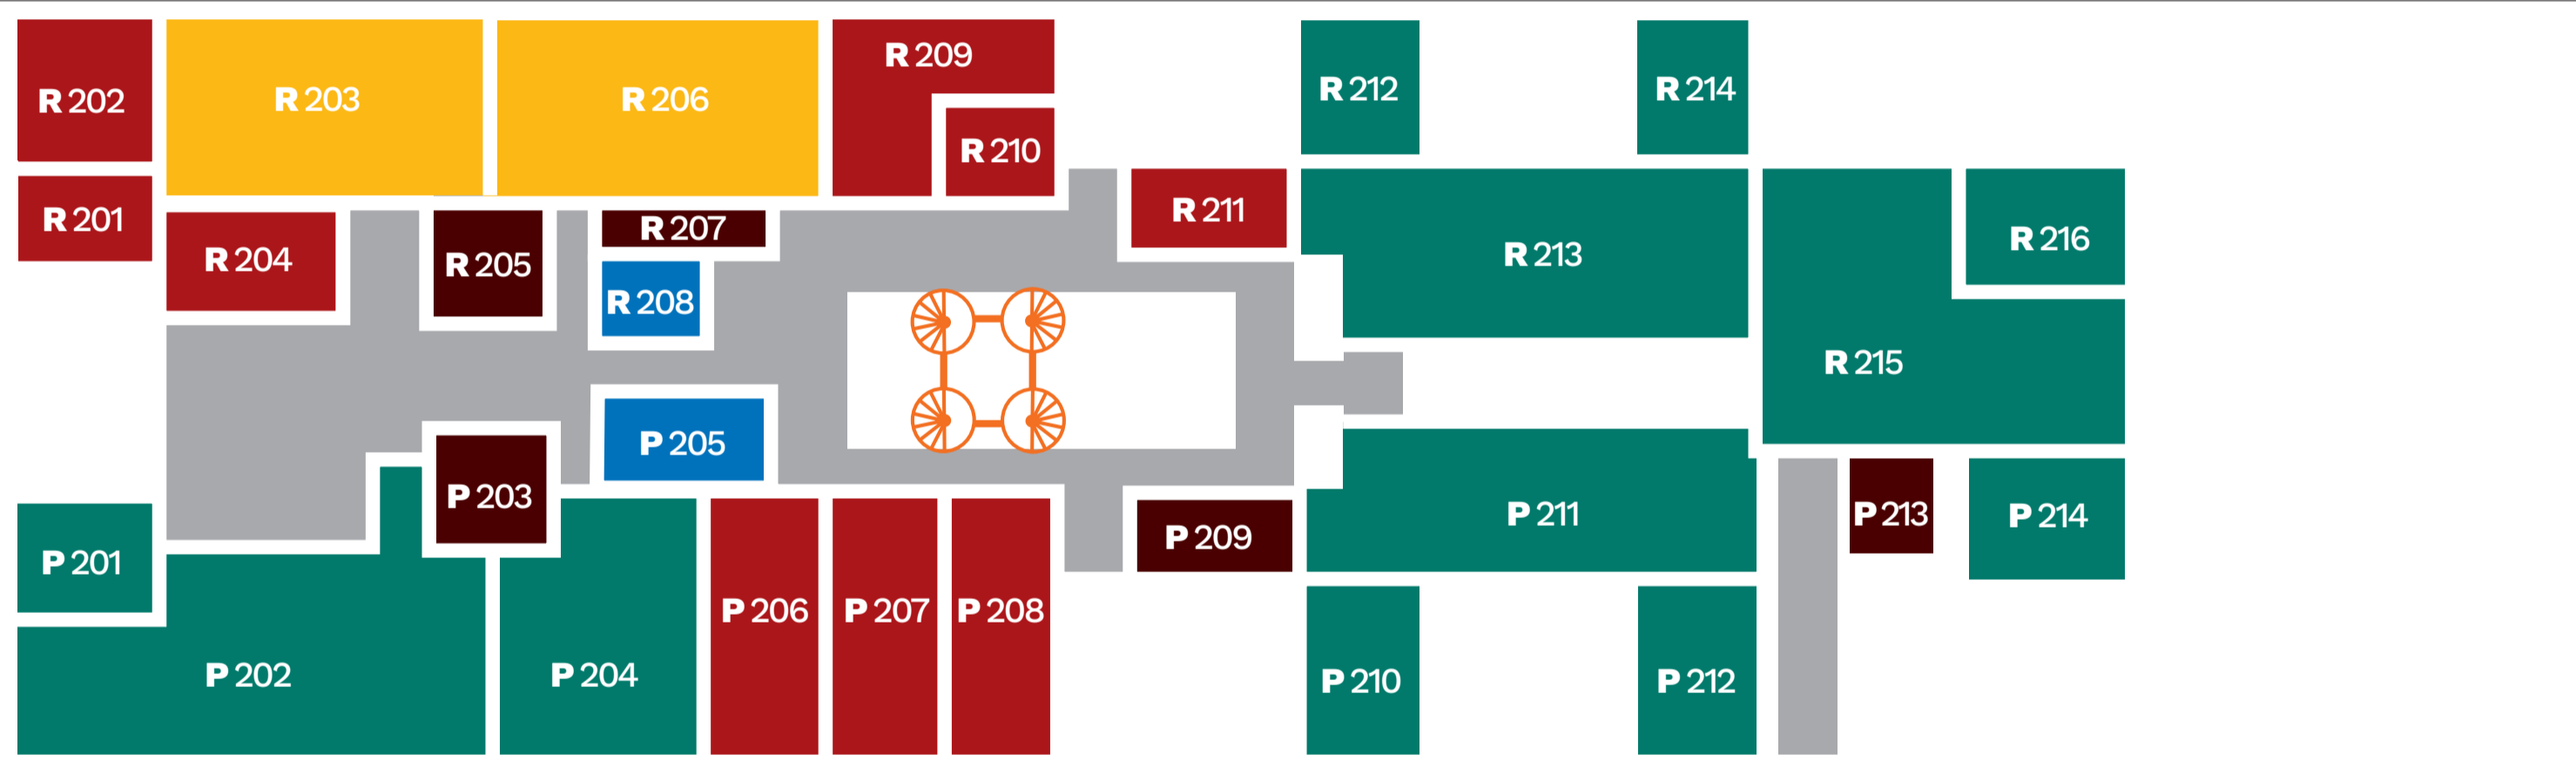 R 202
R 203
R 206
R 209
R 210
R 212
R 214
R 201
R 204
R 205
R 207
R 208
R 211
R 213
R 215
R 216
P 201
P 202
P 203
P 204
P 205
P 206
P 207
P 208
P 209
P 211
P 210
P 212
P 213
P 214